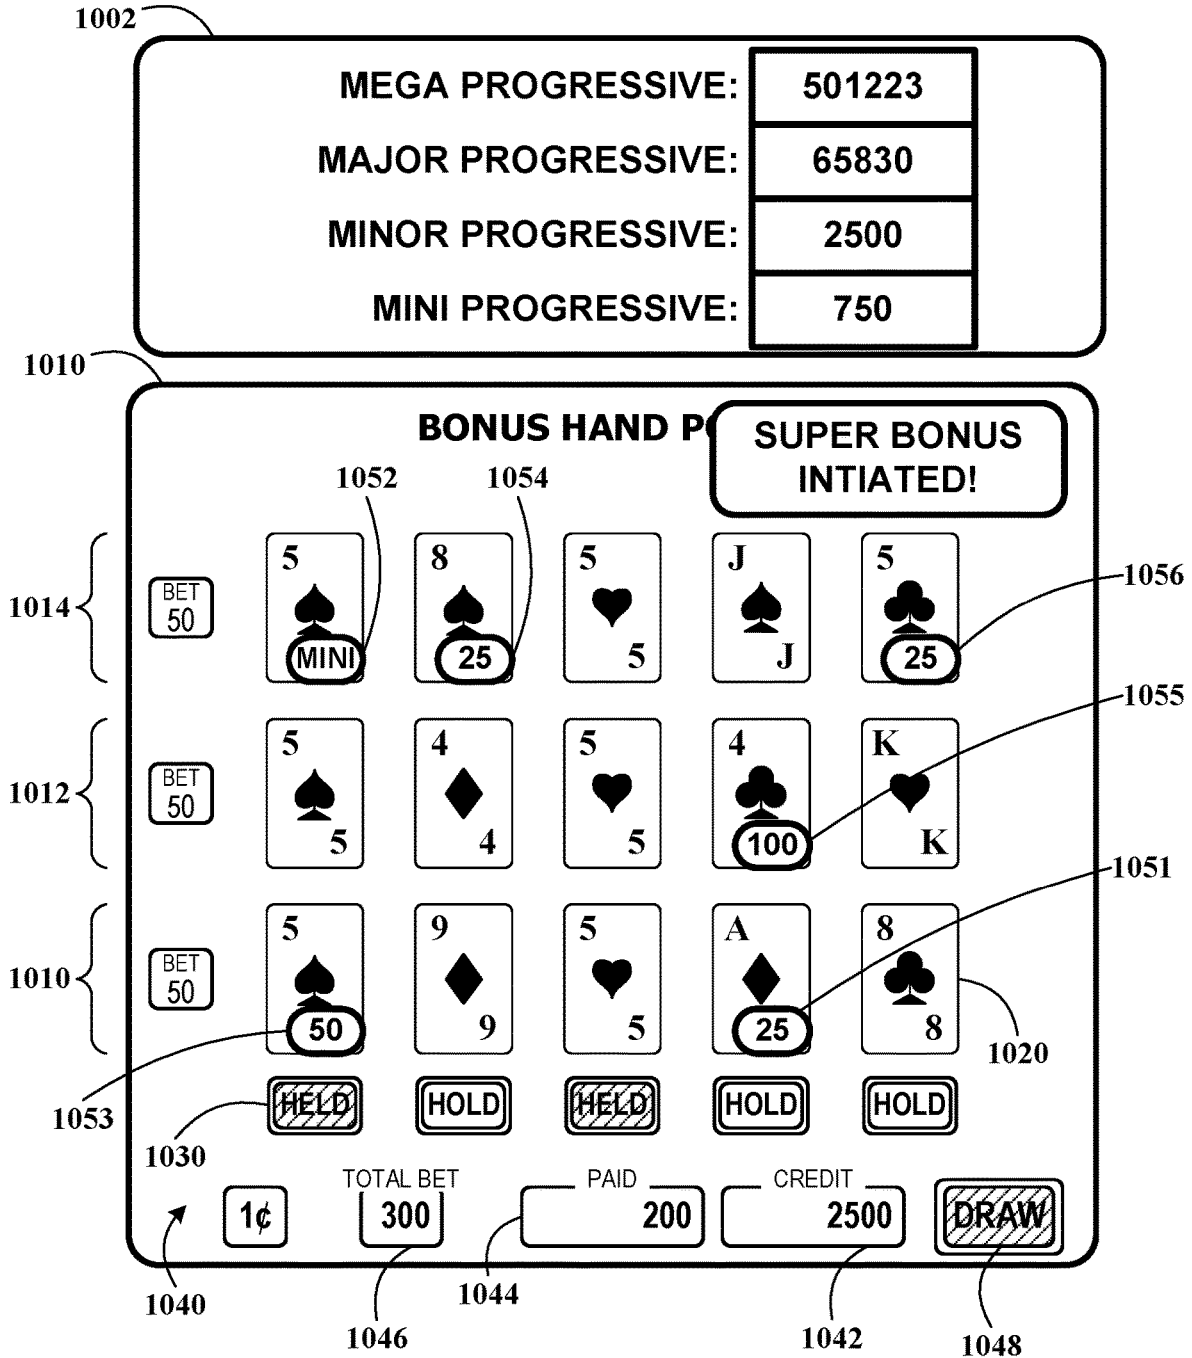 1002
MEGA PROGRESSIVE: 501223
MAJOR PROGRESSIVE: 65830
MINOR PROGRESSIVE: 2500
MINI PROGRESSIVE: 750
1010
BONUS HAND P
SUPER BONUS
INTIATED!
1052 1054
1014
BET
50
5 8 5 J 5
MINI 25 5 J 25
1056
1055
1012
BET
50
5 4 5 4 K
5 4 5 100 K
1051
1010
BET
50
5 9 5 A 8
50 9 5 25 8
1020
1053
HELD HOLD HELD HOLD HOLD
1030
TOTAL BET PAID CREDIT
1¢ 300 200 2500 DRAW
1040
1046
1044
1042
1048